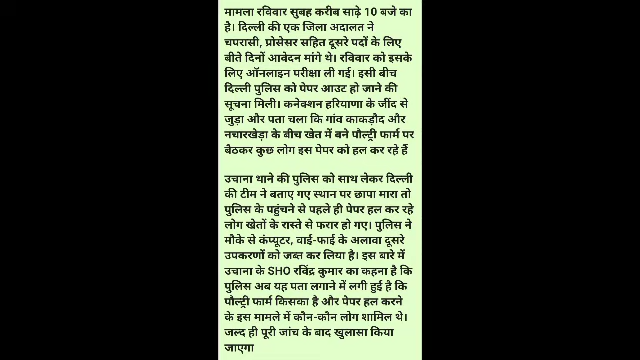 मामला रविवार सुबह करीब साढ़े 10 बजे का
है। दिल्ली की एक जिला अदालत ने
चपरासी, प्रोसेसर सहित दूसरे पदों के लिए
बीते दिनों आवेदन मांगे थे। रविवार को इसके
लिए ऑनलाइन परीक्षा ली गई। इसी बीच
दिल्ली पुलिस को पेपर आउट हो जाने की
सूचना मिली। कनेक्शन हरियाणा के जींद से
जुड़ा और पता चला कि गांव काकड़ौद और
नचारखेड़ा के बीच खेत में बने पौल्ट्री फार्म पर
बैठकर कुछ लोग इस पेपर को हल कर रहे हैं
उचाना थाने की पुलिस को साथ लेकर दिल्ली
की टीम ने बताए गए स्थान पर छापा मारा तो
पुलिस के पहुंचने से पहले ही पेपर हल कर रहे
लोग खेतों के रास्ते से फरार हो गए। पुलिस ने
मौके से कंप्यूटर, वाई-फाई के अलावा दूसरे
उपकरणों को जब्त कर लिया है। इस बारे में
उचाना के SHO रविंद्र कुमार का कहना है कि
पुलिस अब यह पता लगाने में लगी हुई है कि
पौल्ट्री फार्म किसका है और पेपर हल करने
के इस मामले में कौन-कौन लोग शामिल थे।
जल्द ही पूरी जांच के बाद खुलासा किया
जाएगा